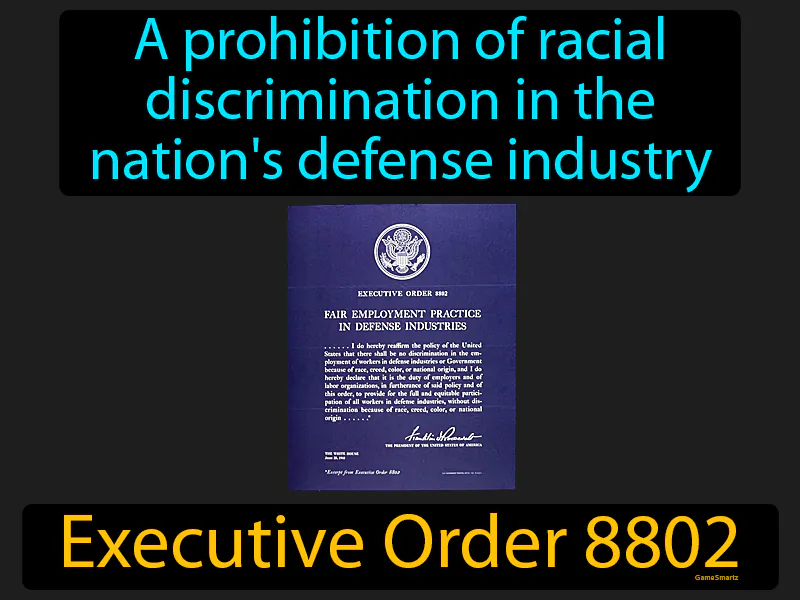 A prohibition of racial
discrimination in the
nation's defense industry
EXECUTIVE ORDER 8802
FAIR EMPLOYMENT PRACTICE
IN DEFENSE INDUSTRIES
. . . . . . I do hereby reaffirm the policy of the United
States that there shall be no discrimination in the em-
ployment of workers in defense industries or Government
because of race, creed, color, or national origin, and I do
hereby declare that it is the duty of employers and of
labor organizations, in furtherance of said policy and of
this order, to provide for the full and equitable partici-
pation of all workers in defense industries, without dis-
crimination because of race, creed, color, or national
origin . . . . . .*
Franklin D Roosevelt
THE PRESIDENT OF THE UNITED STATES OF AMERICA
THE WHITE HOUSE
June 25, 1941
*Excerpt from Executive Order 8802
Executive Order 8802
GameSmartz